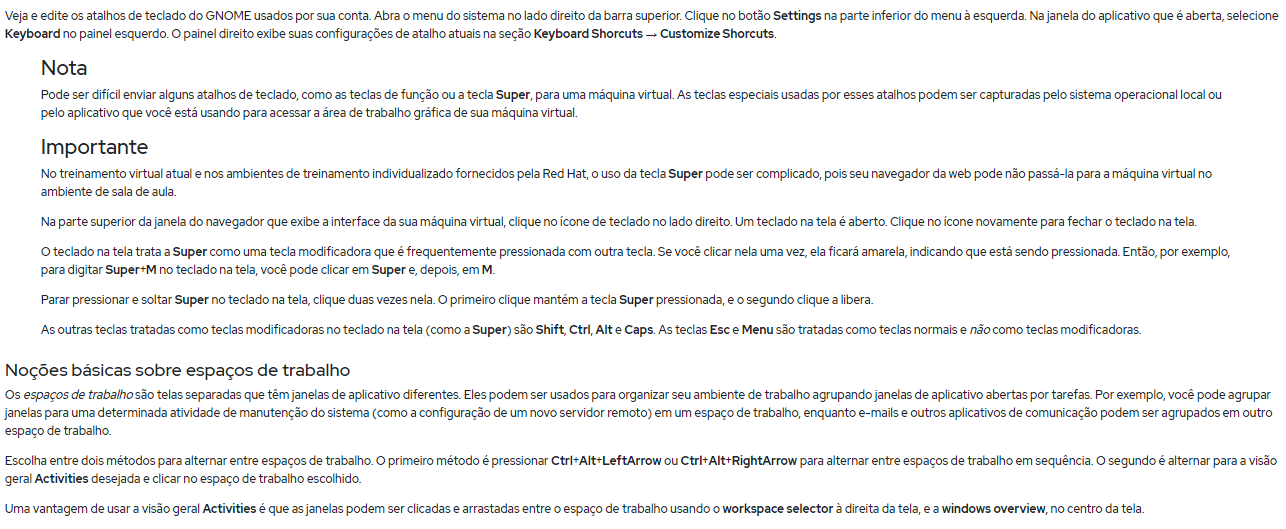 Veja e edite os atalhos de teclado do GNOME usados por sua conta. Abra o menu do sistema no lado direito da barra superior. Clique no botão Settings na parte inferior do menu à esquerda. Na janela do aplicativo que é aberta, selecione
Keyboard no painel esquerdo. O painel direito exibe suas configurações de atalho atuais na seção Keyboard Shorcuts → Customize Shorcuts.
Nota
Pode ser difícil enviar alguns atalhos de teclado, como as teclas de função ou a tecla Super, para uma máquina virtual. As teclas especiais usadas por esses atalhos podem ser capturadas pelo sistema operacional local ou
pelo aplicativo que você está usando para acessar a área de trabalho gráfica de sua máquina virtual.
Importante
No treinamento virtual atual e nos ambientes de treinamento individualizado fornecidos pela Red Hat, o uso da tecla Super pode ser complicado, pois seu navegador da web pode não passá-la para a máquina virtual no
ambiente de sala de aula.
Na parte superior da janela do navegador que exibe a interface da sua máquina virtual, clique no ícone de teclado no lado direito. Um teclado na tela é aberto. Clique no ícone novamente para fechar o teclado na tela.
O teclado na tela trata a Super como uma tecla modificadora que é frequentemente pressionada com outra tecla. Se você clicar nela uma vez, ela ficará amarela, indicando que está sendo pressionada. Então, por exemplo,
para digitar Super+M no teclado na tela, você pode clicar em Super e, depois, em M.
Parar pressionar e soltar Super no teclado na tela, clique duas vezes nela. O primeiro clique mantém a tecla Super pressionada, e o segundo clique a libera.
As outras teclas tratadas como teclas modificadoras no teclado na tela (como a Super) são Shift, Ctrl, Alt e Caps. As teclas Esc e Menu são tratadas como teclas normais e não como teclas modificadoras.
Noções básicas sobre espaços de trabalho
Os espaços de trabalho são telas separadas que têm janelas de aplicativo diferentes. Eles podem ser usados para organizar seu ambiente de trabalho agrupando janelas de aplicativo abertas por tarefas. Por exemplo, você pode agrupar
janelas para uma determinada atividade de manutenção do sistema (como a configuração de um novo servidor remoto) em um espaço de trabalho, enquanto e-mails e outros aplicativos de comunicação podem ser agrupados em outro
espaço de trabalho.
Escolha entre dois métodos para alternar entre espaços de trabalho. O primeiro método é pressionar Ctrl+Alt+LeftArrow ou Ctrl+Alt+RightArrow para alternar entre espaços de trabalho em sequência. O segundo é alternar para a visão
geral Activities desejada e clicar no espaço de trabalho escolhido.
Uma vantagem de usar a visão geral Activities é que as janelas podem ser clicadas e arrastadas entre o espaço de trabalho usando o workspace selector à direita da tela, e a windows overview, no centro da tela.